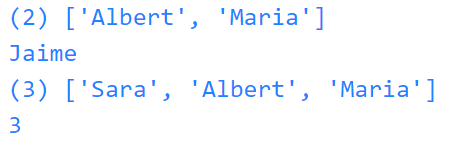 (2) ['Albert', 'Maria']
Jaime
(3) ['Sara', 'Albert', 'Maria']
3